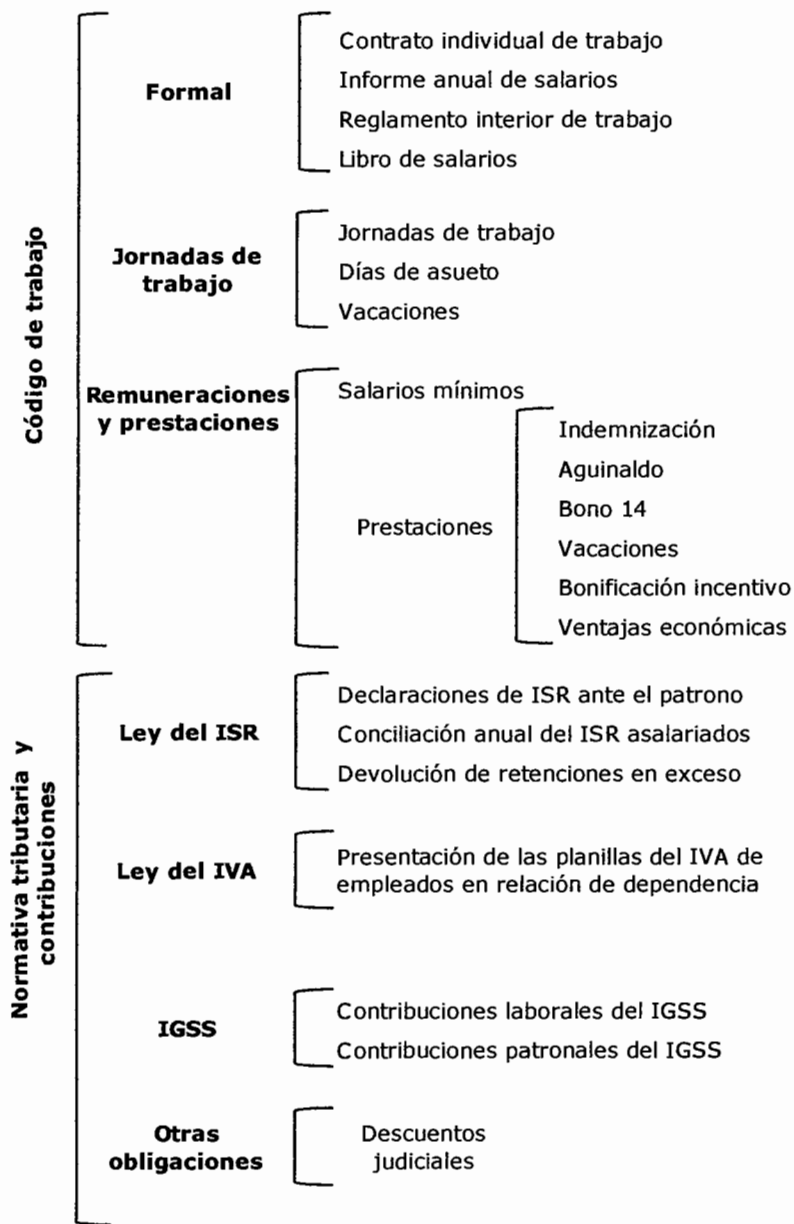 Código de trabajo
Formal
Contrato individual de trabajo
Informe anual de salarios
Reglamento interior de trabajo
Libro de salarios
Jornadas de
trabajo
Jornadas de trabajo
Días de asueto
Vacaciones
Remuneraciones
y prestaciones
Salarios mínimos
Prestaciones
Indemnización
Aguinaldo
Bono 14
Vacaciones
Bonificación incentivo
Ventajas económicas
Normativa tributaria y
contribuciones
Ley del ISR
Declaraciones de ISR ante el patrono
Conciliación anual del ISR asalariados
Devolución de retenciones en exceso
Ley del IVA
Presentación de las planillas del IVA de
empleados en relación de dependencia
IGSS
Contribuciones laborales del IGSS
Contribuciones patronales del IGSS
Otras
obligaciones
Descuentos
judiciales